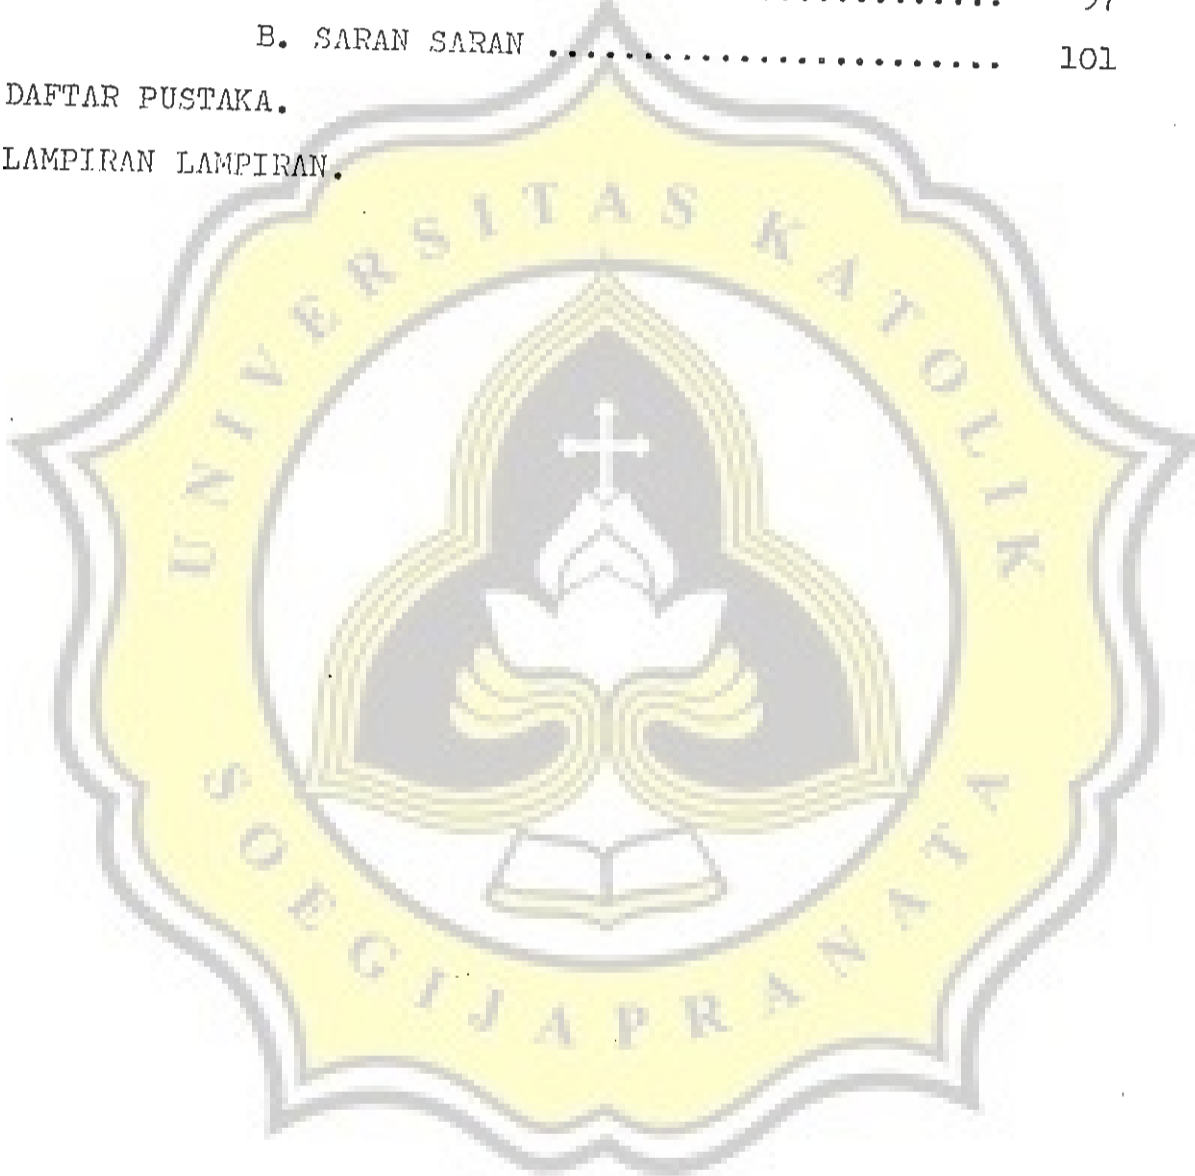 B. SARAN SARAN ........................ 101
DAFTAR PUSTAKA.
LAMPIRAN LAMPIRAN.
UNIVERSITAS KATOLIK
SOEGIJAPRANATA